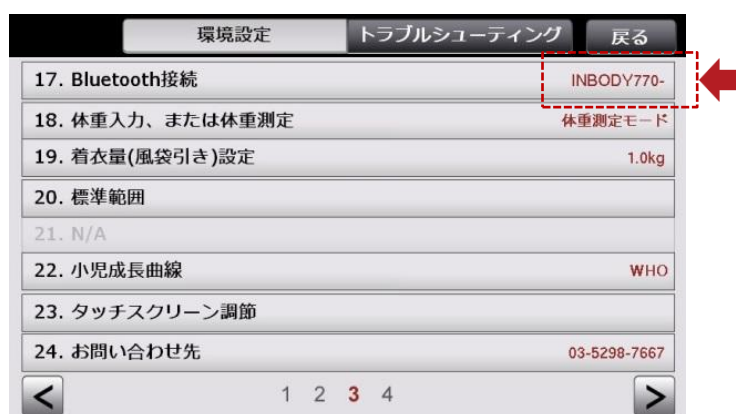 環境設定 トラブルシューティング 戻る
17. Bluetooth接続 INBODY770-
18. 体重入力、または体重測定 体重測定モード
19. 着衣量(風袋引き)設定 1.0kg
20. 標準範囲
21. N/A
22. 小児成長曲線 WHO
23. タッチスクリーン調節
24. お問い合わせ先 03-5298-7667
< 1 2 3 4 >